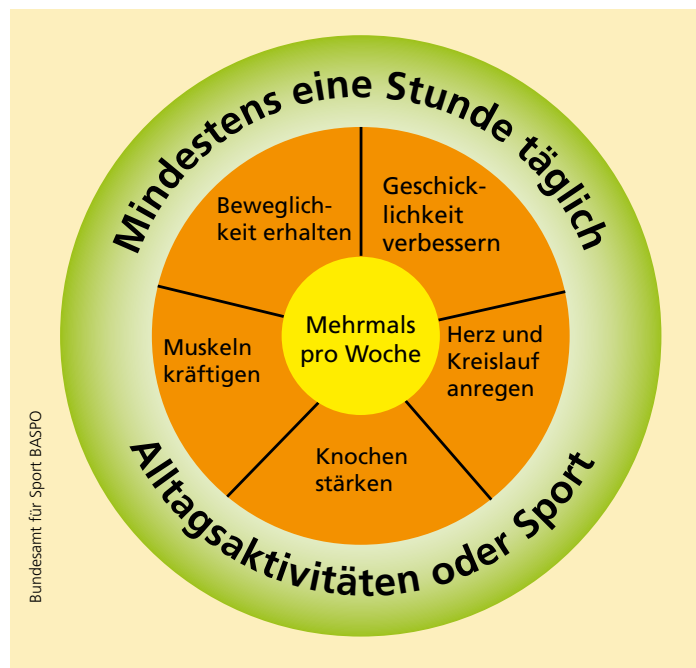 Mindestens eine Stunde täglich
Beweglich-
keit erhalten
Geschick-
lichkeit
verbessern
Mehrmals
pro Woche
Muskeln
kräftigen
Herz und
Kreislauf
anregen
Knochen
stärken
Alltagsaktivitäten oder Sport
Bundesamt für Sport BASPO